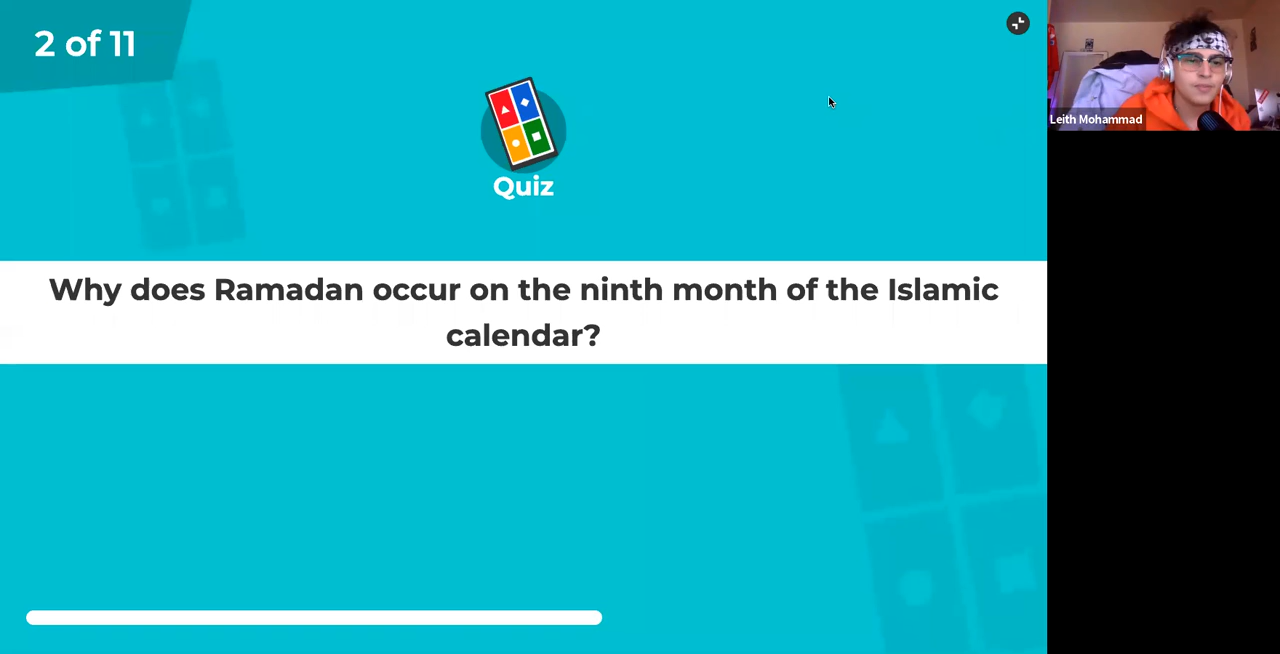 2 of 11
Quiz
Why does Ramadan occur on the ninth month of the Islamic
calendar?
Leith Mohammad